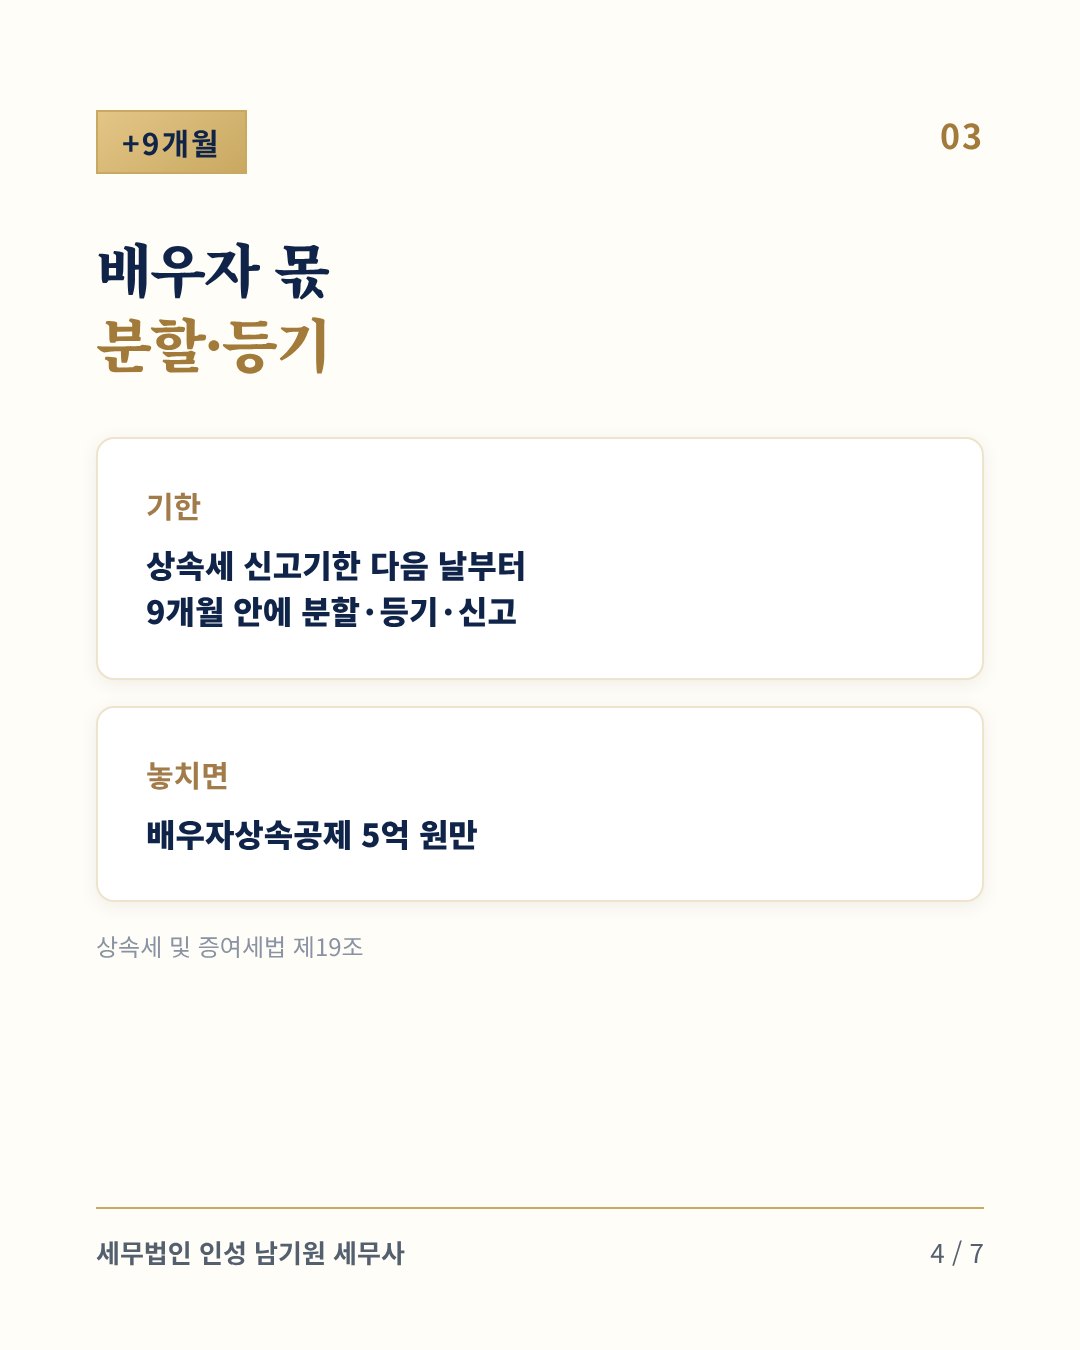 +9개월
03
배우자 몫
분할·등기
기한
상속세 신고기한 다음 날부터
9개월 안에 분할·등기·신고
놓치면
배우자상속공제 5억 원만
상속세 및 증여세법 제19조
세무법인 인성 남기원 세무사
4 / 7